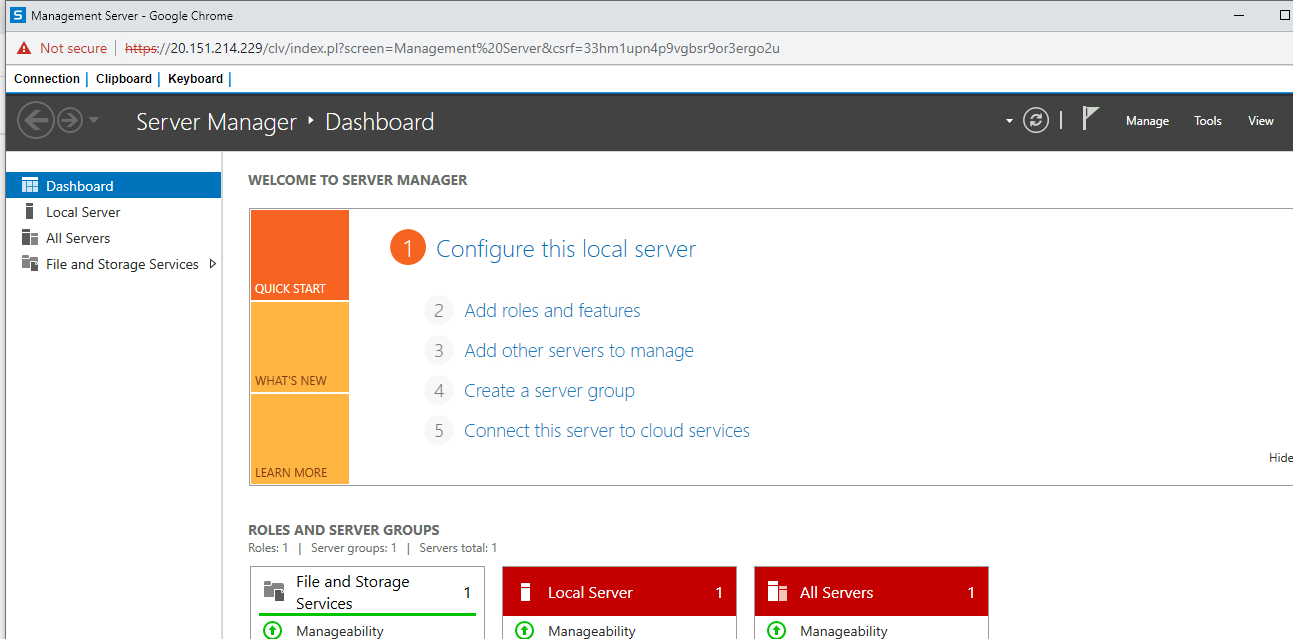 S Management Server - Google Chrome
Not secure | https://20.151.214.229/clv/index.pl?screen=Management%20Server&csrf=33hm1upn4p9vgbsr9or3ergo2u
Connection | Clipboard | Keyboard |
Server Manager ‣ Dashboard
Manage Tools View
Dashboard
Local Server
All Servers
File and Storage Services
WELCOME TO SERVER MANAGER
QUICK START
WHAT'S NEW
LEARN MORE
1 Configure this local server
2 Add roles and features
3 Add other servers to manage
4 Create a server group
5 Connect this server to cloud services
Hide
ROLES AND SERVER GROUPS
Roles: 1 | Server groups: 1 | Servers total: 1
File and Storage
Services 1
Manageability
Local Server 1
Manageability
All Servers 1
Manageability